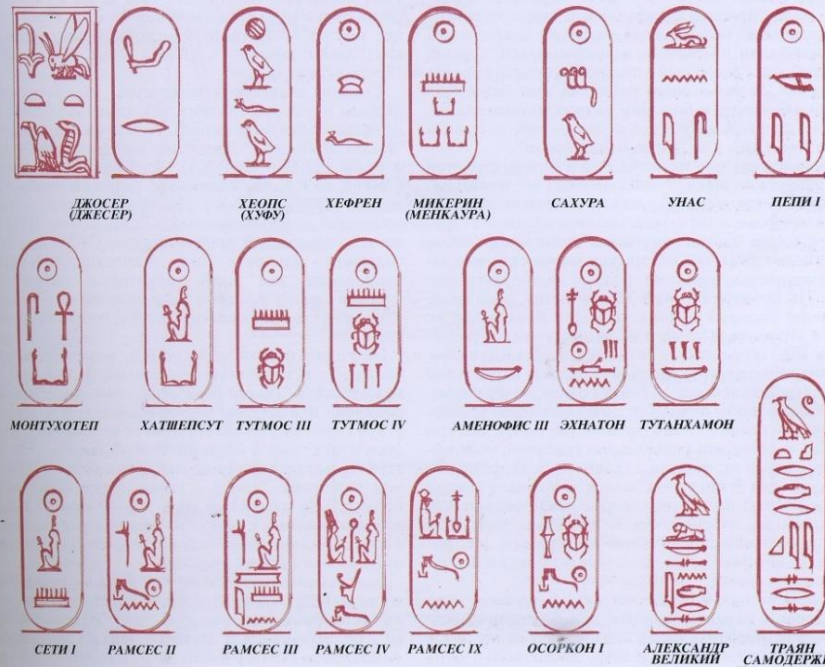 ДЖОСЕР
(ДЖЕСЕР)
ХЕОПС
(ХУФУ)
ХЕФРЕН
МИКЕРИН
(МЕНКАУРА)
САХУРА
УНАС
ПЕПИ I
МОНТУХОТЕП
ХАТШЕПСУТ
ТУТМОС III
ТУТМОС IV
АМЕНОФИС III
ЭХНАТОН
ТУТАНХАМОН
СЕТИ I
РАМСЕС II
РАМСЕС III
РАМСЕС IV
РАМСЕС IX
ОСОРКОН I
АЛЕКСАНДР
ВЕЛИКИЙ
ТРАЯН